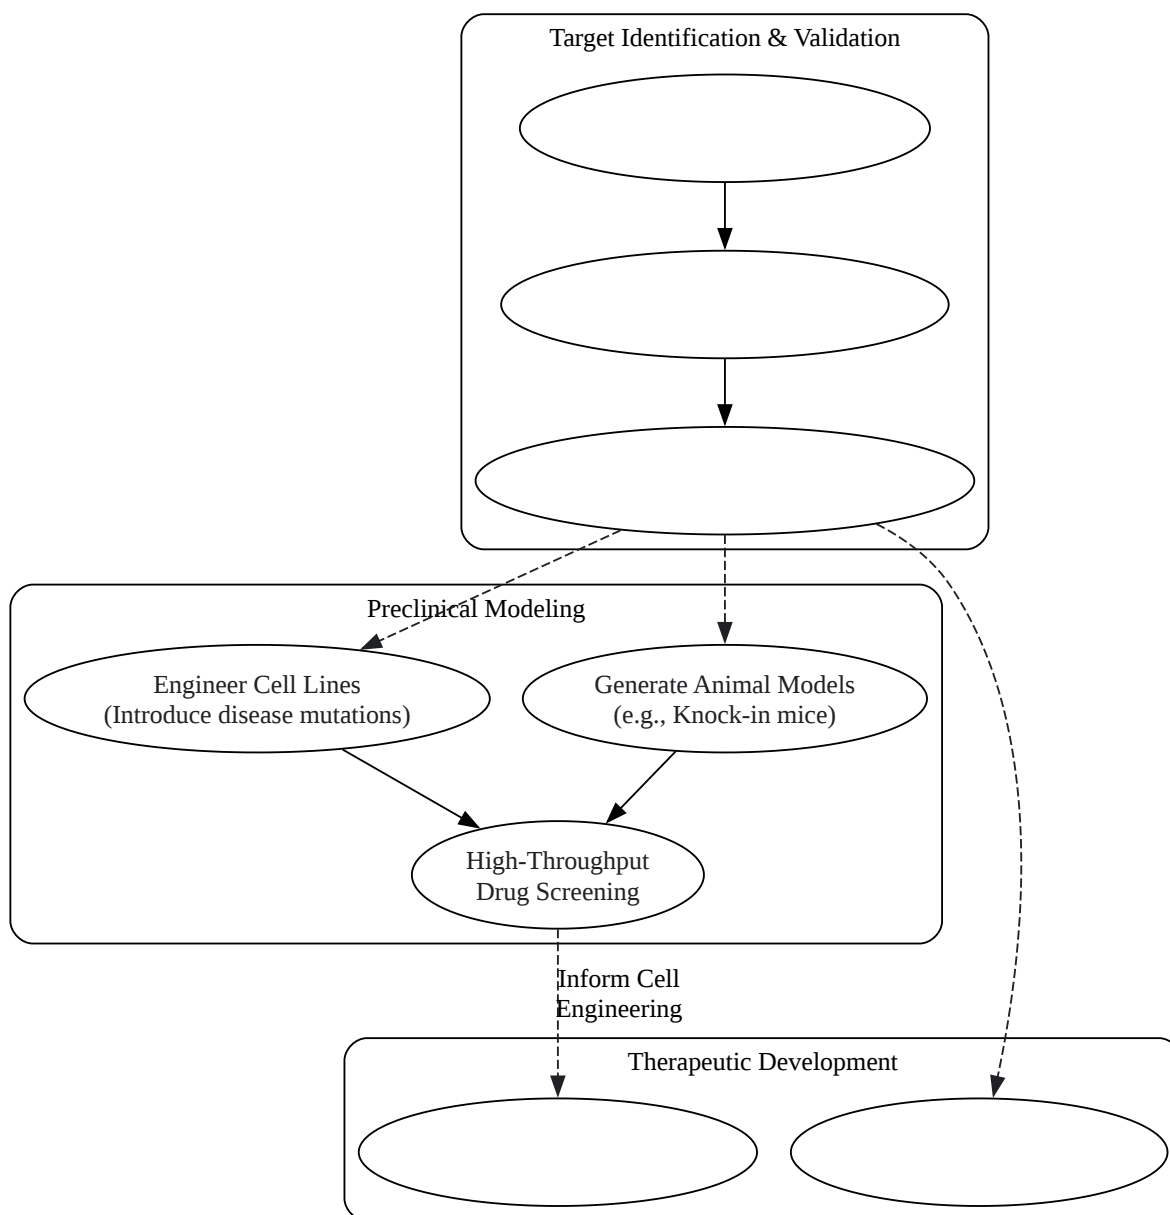 Target Identification & Validation
Preclinical Modeling
Engineer Cell Lines
(Introduce disease mutations)
Generate Animal Models
(e.g., Knock-in mice)
High-Throughput
Drug Screening
Inform Cell
Engineering
Therapeutic Development